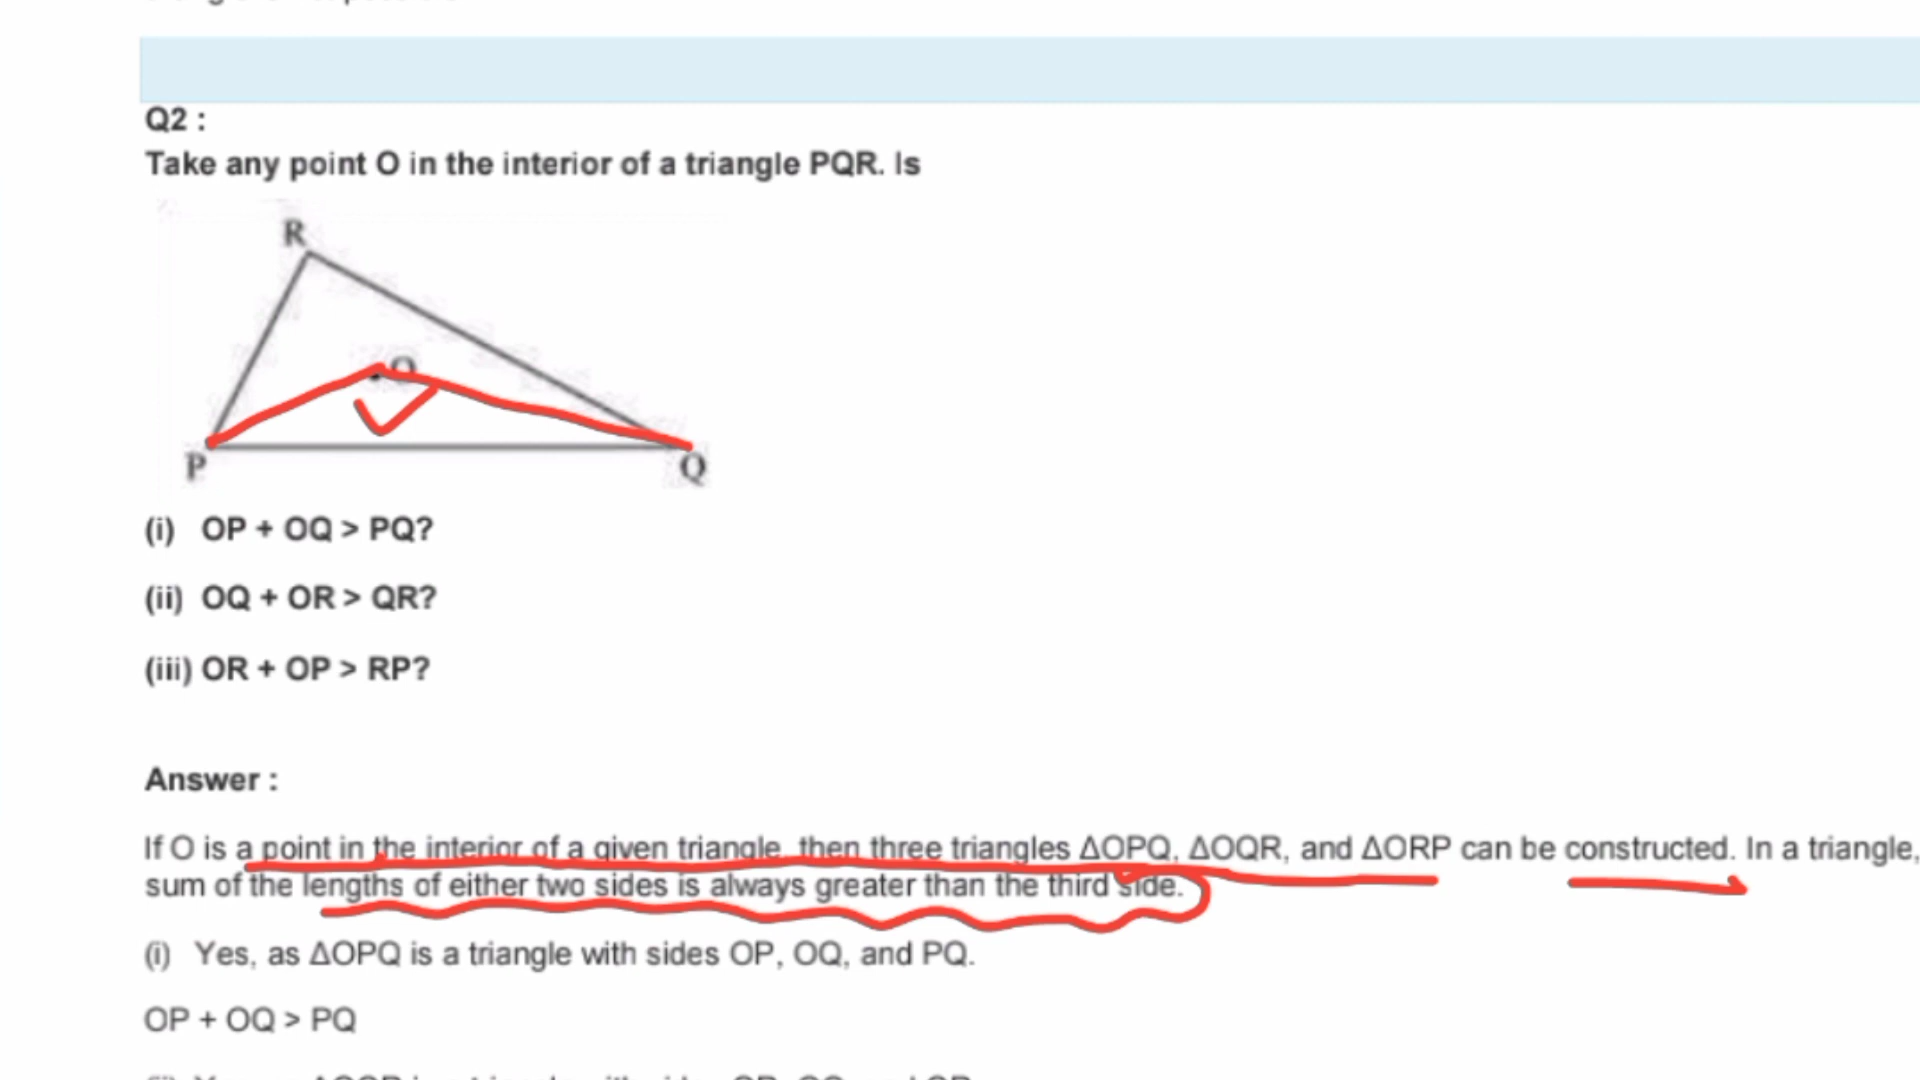 Q2 :
Take any point O in the interior of a triangle PQR. Is
R
O
P
Q
(i) OP + OQ > PQ?
(ii) OQ + OR > QR?
(iii) OR + OP > RP?
Answer :
If O is a point in the interior of a given triangle, then three triangles ΔOPQ, ΔOQR, and ΔORP can be constructed. In a triangle,
sum of the lengths of either two sides is always greater than the third side.
(i) Yes, as ΔOPQ is a triangle with sides OP, OQ, and PQ.
OP + OQ > PQ